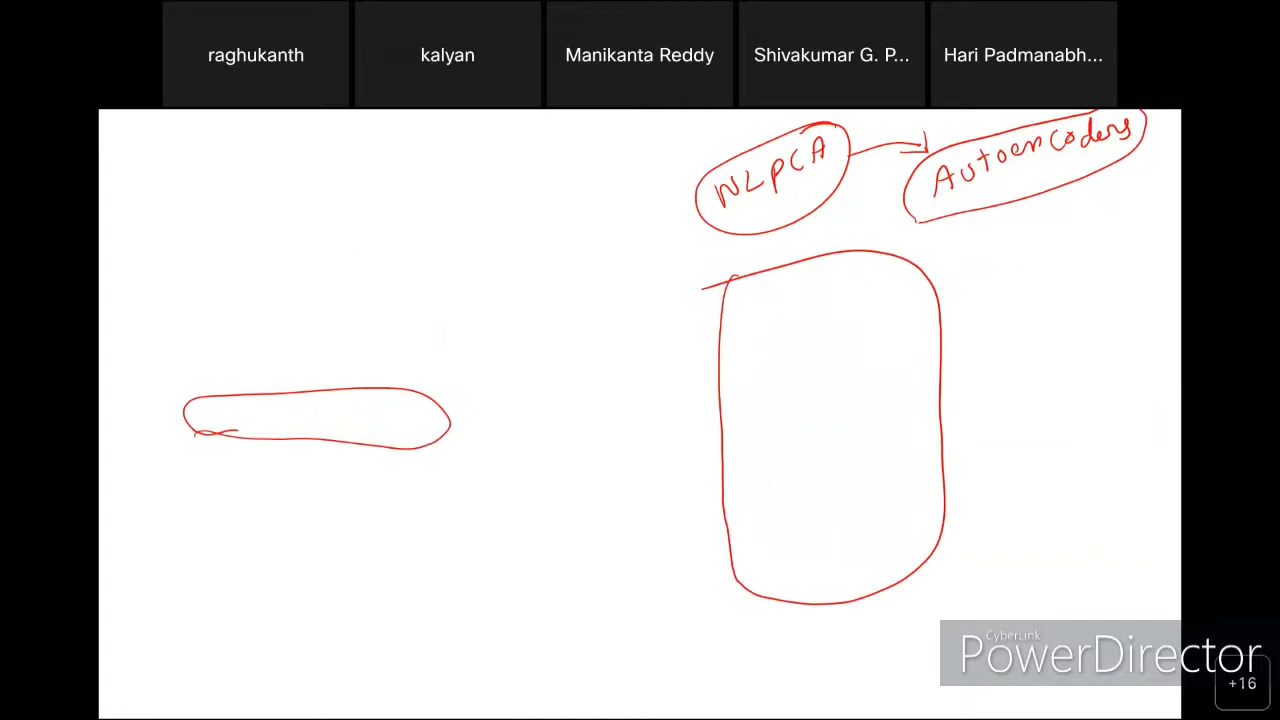 raghukanth
kalyan
Manikanta Reddy
Shivakumar G. P...
Hari Padmanabh...
NLPCA
Autoencoders
CyberLink
PowerDirector
+16